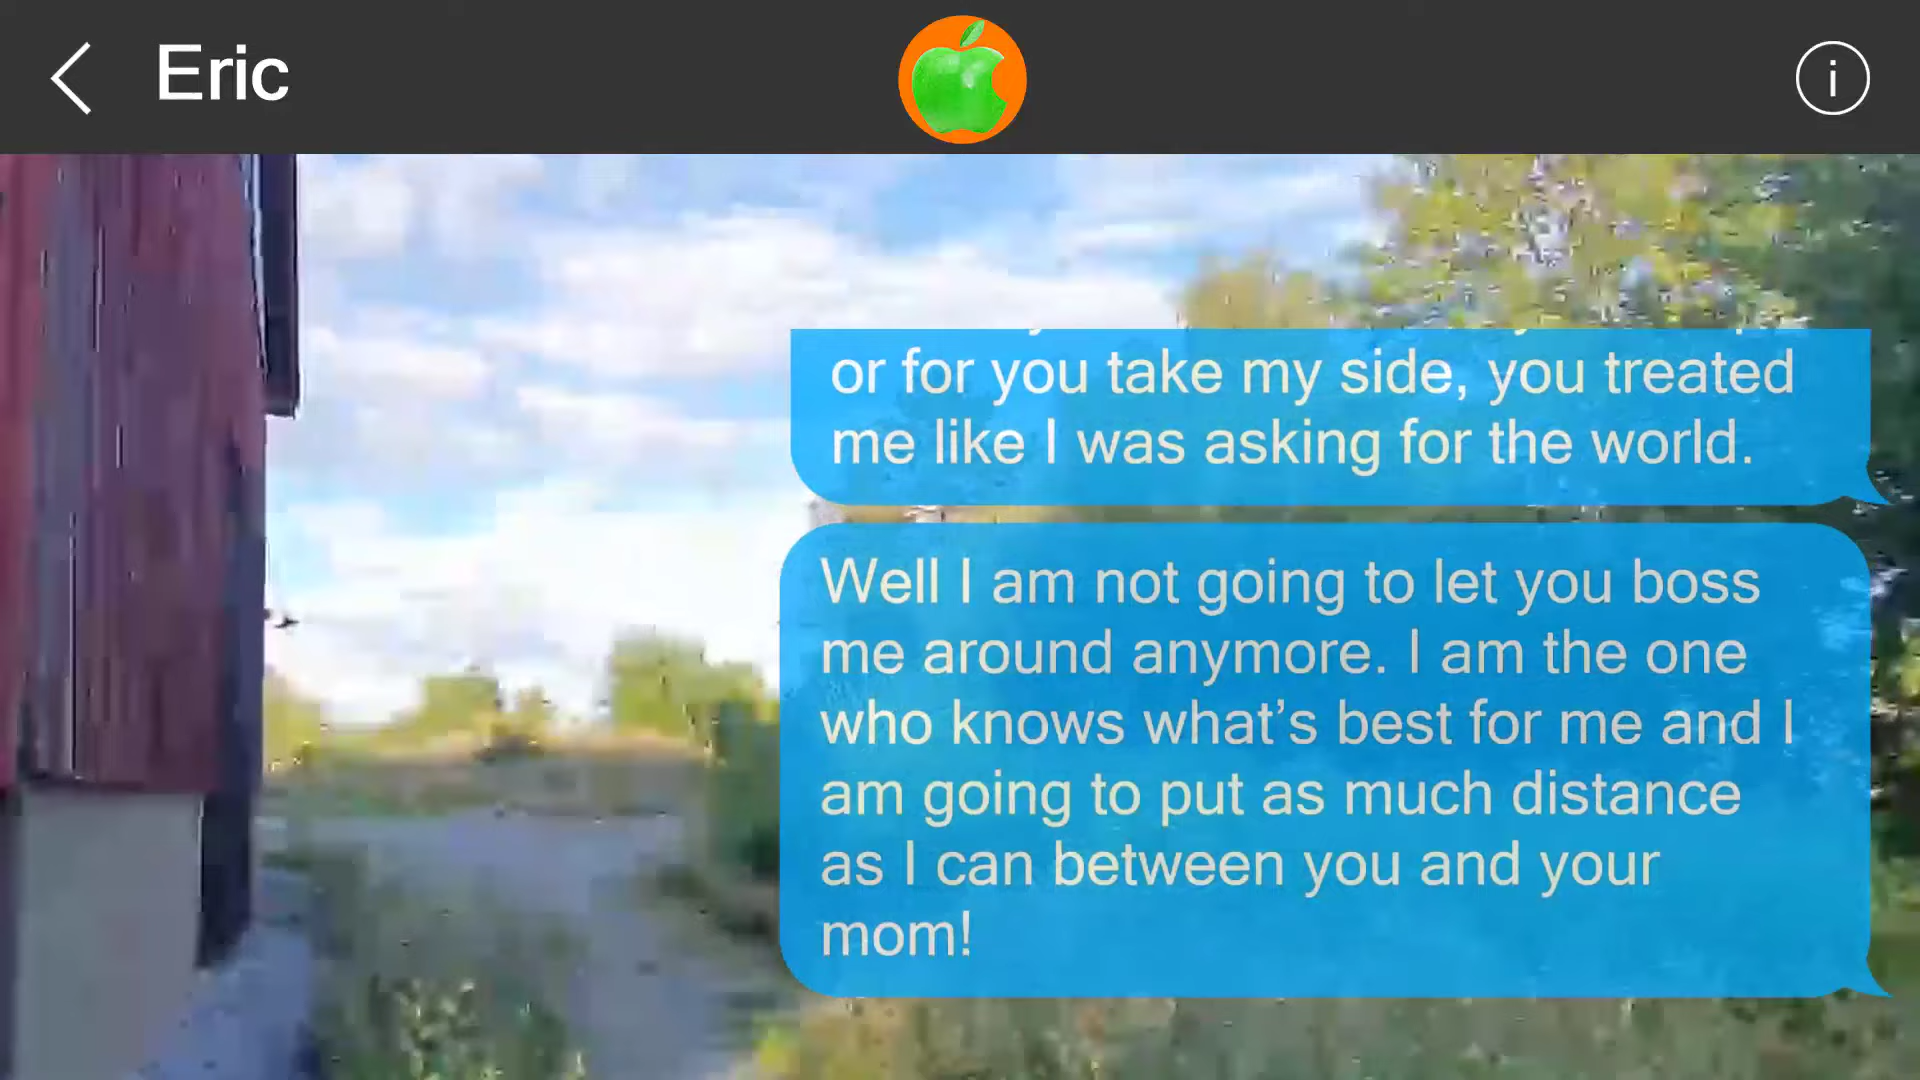 Eric
i
or for you take my side, you treated
me like I was asking for the world.
Well I am not going to let you boss
me around anymore. I am the one
who knows what’s best for me and I
am going to put as much distance
as I can between you and your
mom!